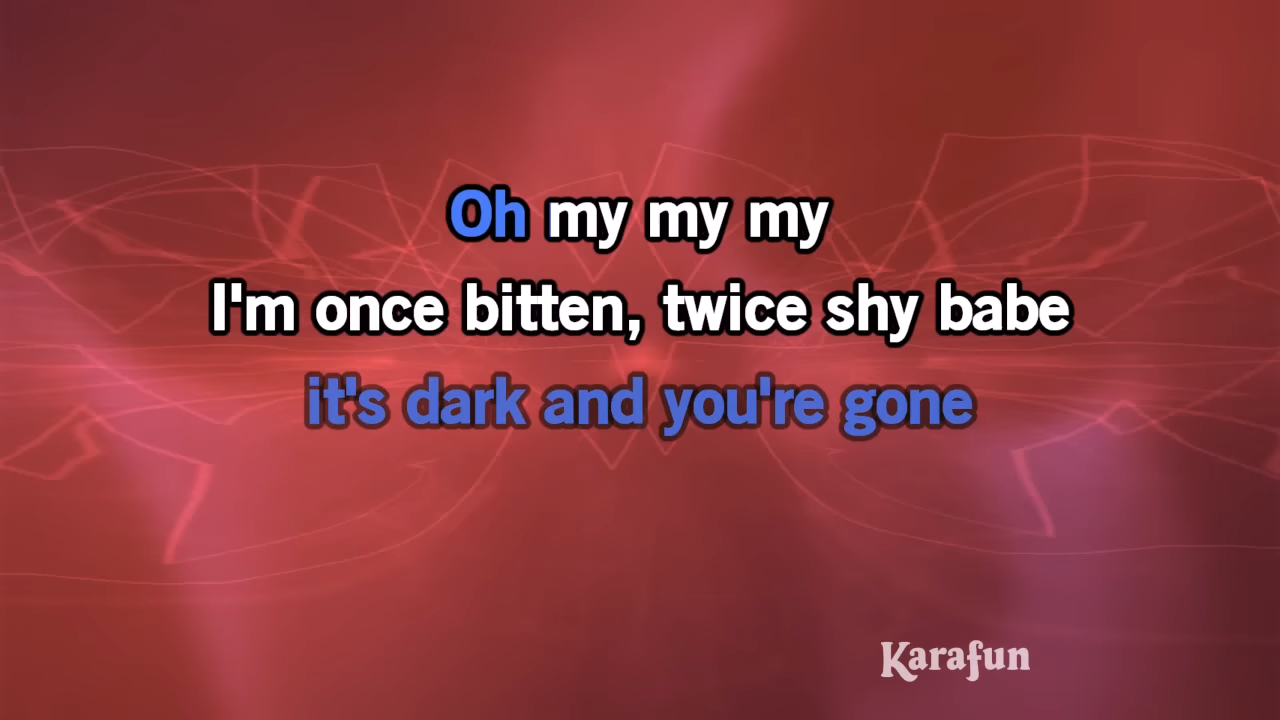 Oh my my my
I'm once bitten, twice shy babe
it's dark and you're gone
Karafun